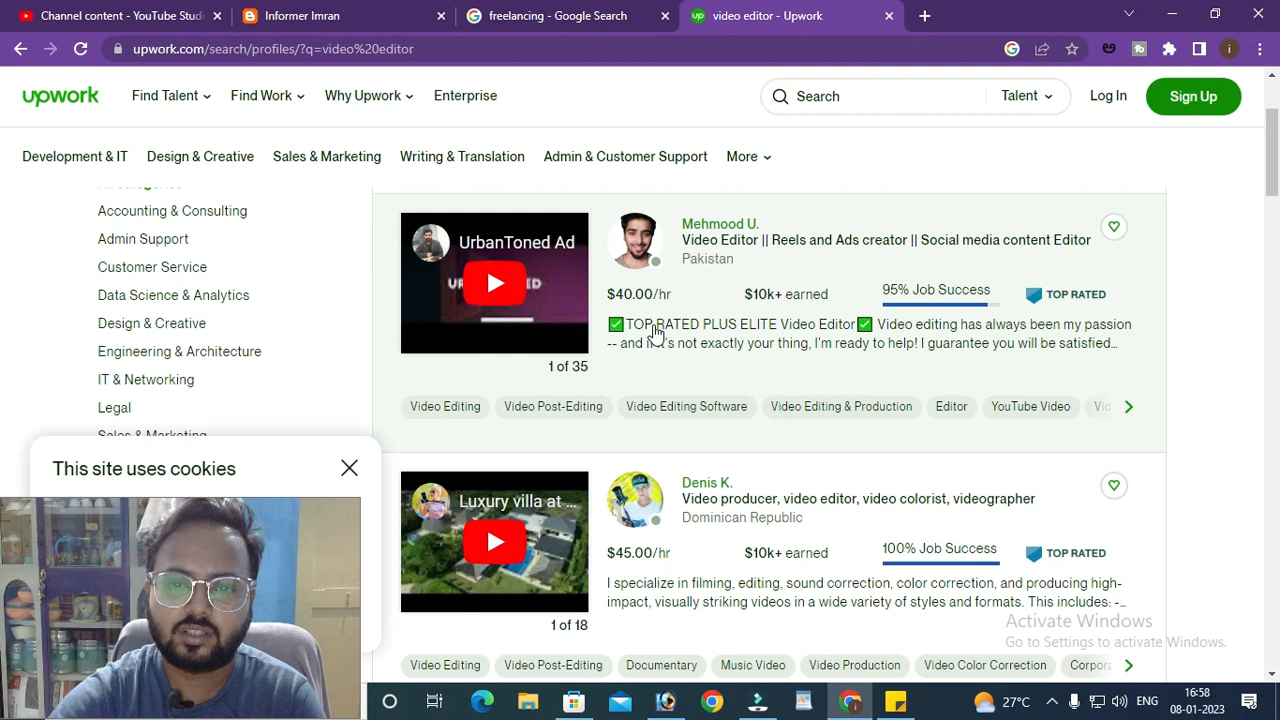 Content - YouTube Studi
Informer Imran
freelancing - Google Search
video editor - Upwork
upwork.com/search/profiles/?q=video%20editor
upwork
Find Talent
Find Work
Why Upwork
Enterprise
Search
Talent
Log In
Sign Up
Development & IT
Design & Creative
Sales & Marketing
Writing & Translation
Admin & Customer Support
More
Accounting & Consulting
Admin Support
Customer Service
Data Science & Analytics
Design & Creative
Engineering & Architecture
IT & Networking
Legal
Sales & Marketing
This site uses cookies
UrbanToned Ad
1 of 35
Mehmood U.
Video Editor || Reels and Ads creator || Social media content Editor
Pakistan
$40.00/hr
$10k+ earned
95% Job Success
TOP RATED
✅TOP RATED PLUS ELITE Video Editor✅ Video editing has always been my passion
-- and 's not exactly your thing, I'm ready to help! I guarantee you will be satisfied...
Video Editing
Video Post-Editing
Video Editing Software
Video Editing & Production
Editor
YouTube Video
Vid
Luxury villa at ...
1 of 18
Denis K.
Video producer, video editor, video colorist, videographer
Dominican Republic
$45.00/hr
$10k+ earned
100% Job Success
TOP RATED
I specialize in filming, editing, sound correction, color correction, and producing high-
impact, visually striking videos in a wide variety of styles and formats. This includes: -...
Video Editing
Video Post-Editing
Documentary
Music Video
Video Production
Video Color Correction
Corpora
Activate Windows
Go to Settings to activate Windows.
27°C
ENG
16:58
08-01-2023